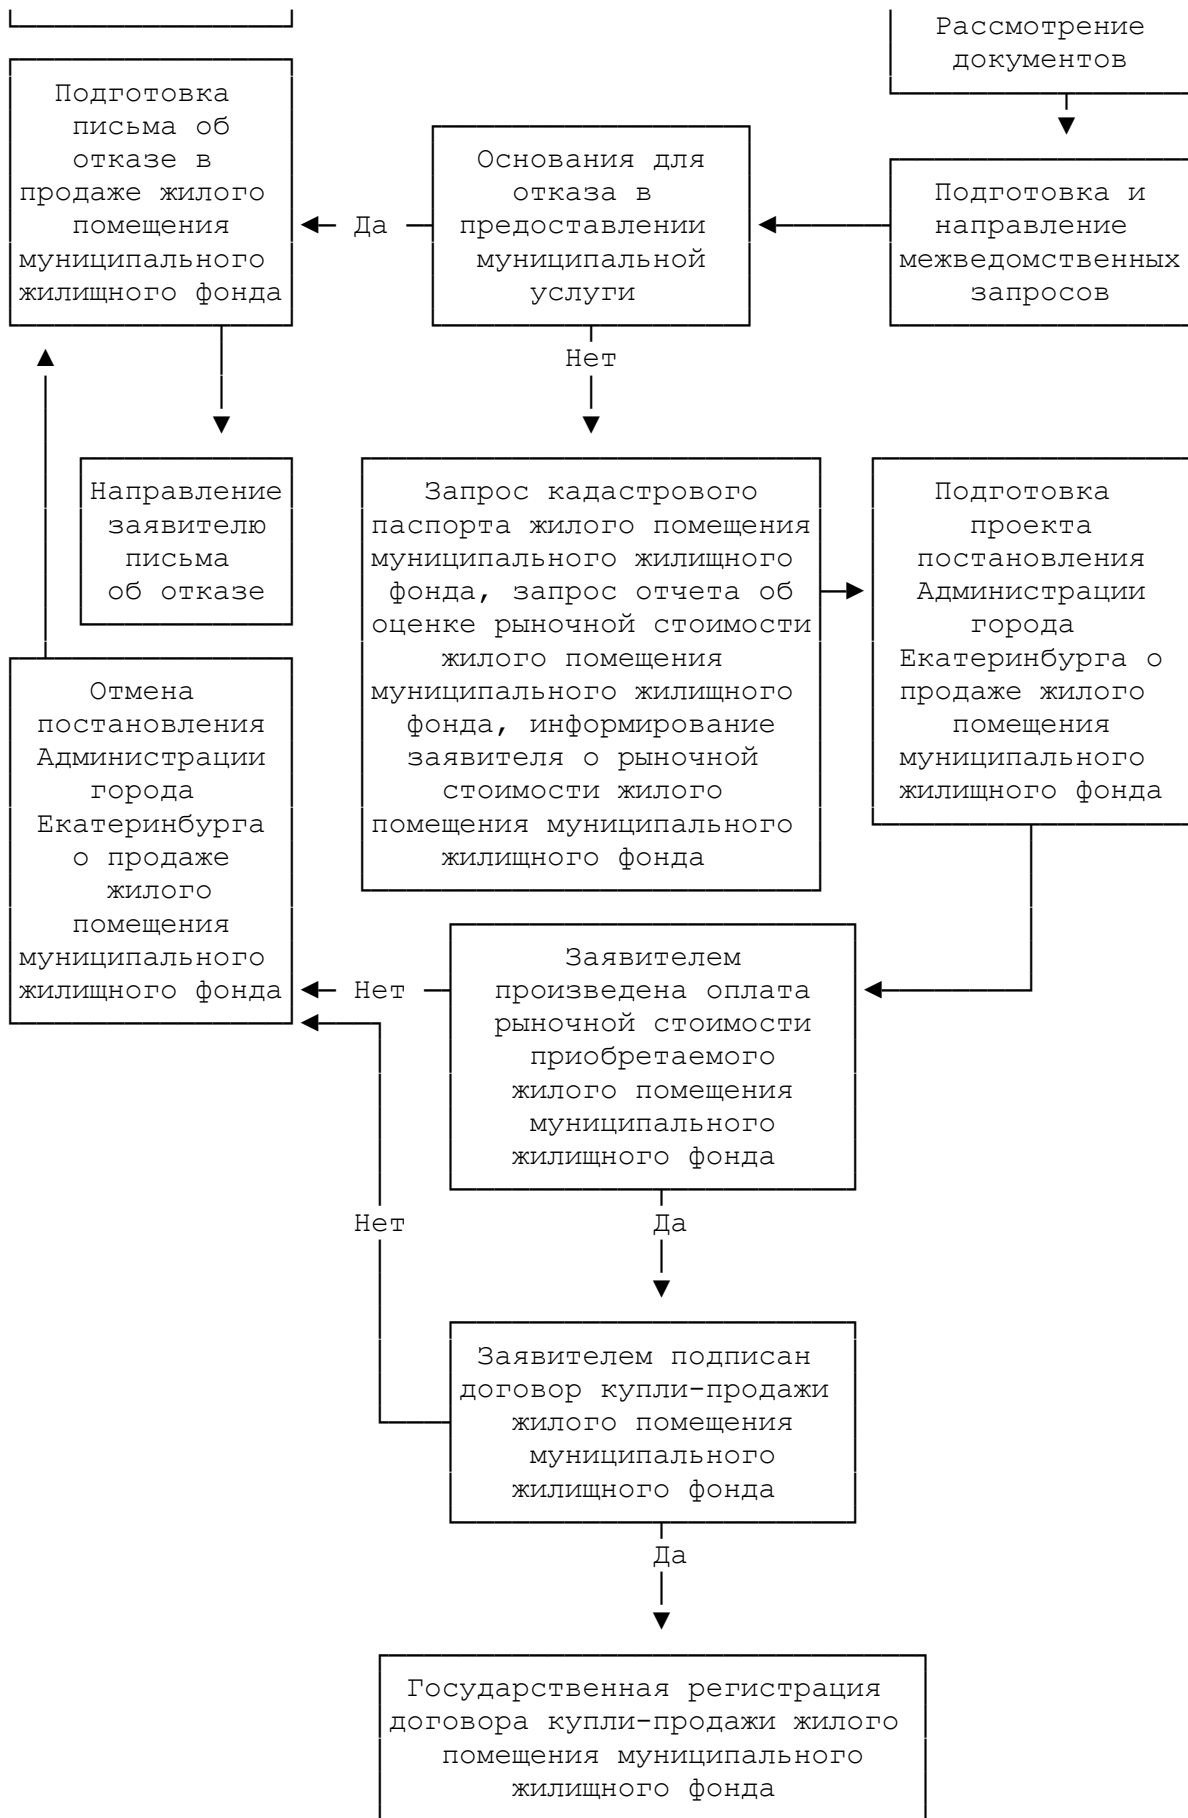 Рассмотрение
документов
Подготовка
письма об
отказе в
продаже жилого
помещения
муниципального
жилищного фонда
Да
Основания для
отказа в
предоставлении
муниципальной
услуги
Подготовка и
направление
межведомственных
запросов
Нет
Направление
заявителю
письма
об отказе
Запрос кадастрового
паспорта жилого помещения
муниципального жилищного
фонда, запрос отчета об
оценке рыночной стоимости
жилого помещения
муниципального жилищного
фонда, информирование
заявителя о рыночной
стоимости жилого
помещения муниципального
жилищного фонда
Подготовка
проекта
постановления
Администрации
города
Екатеринбурга о
продаже жилого
помещения
муниципального
жилищного фонда
Отмена
постановления
Администрации
города
Екатеринбурга
о продаже
жилого
помещения
муниципального
жилищного фонда
Нет
Заявителем
произведена оплата
рыночной стоимости
приобретаемого
жилого помещения
муниципального
жилищного фонда
Нет
Да
Заявителем подписан
договор купли-продажи
жилого помещения
муниципального
жилищного фонда
Да
Государственная регистрация
договора купли-продажи жилого
помещения муниципального
жилищного фонда